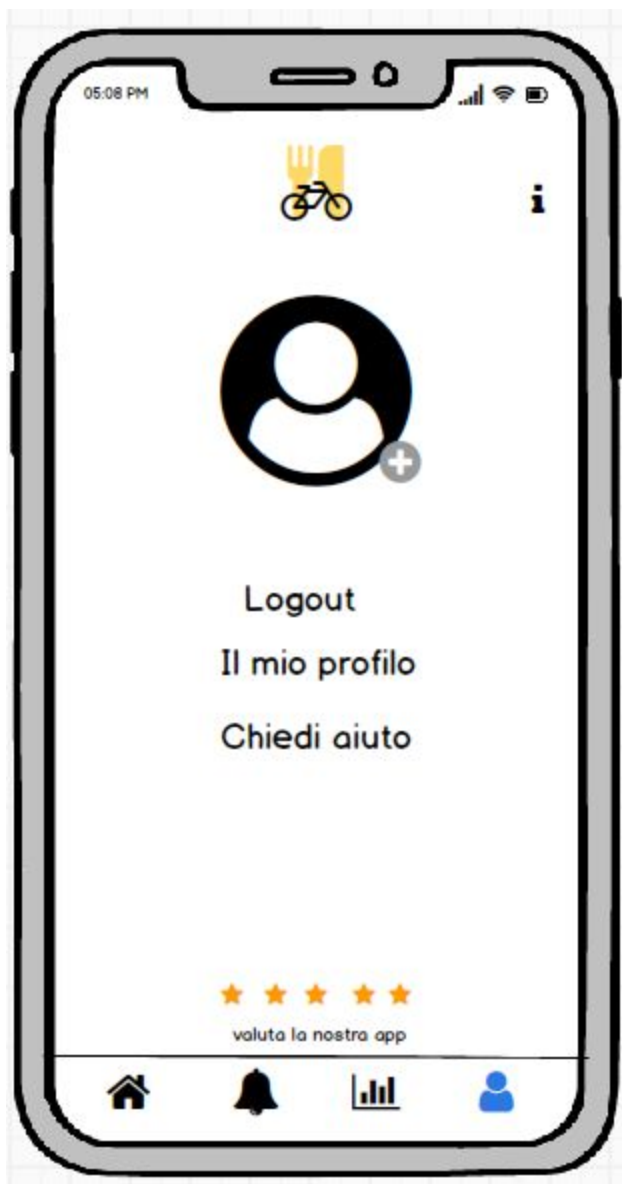 05:08 PM
i
Logout
Il mio profilo
Chiedi aiuto
valuta la nostra app